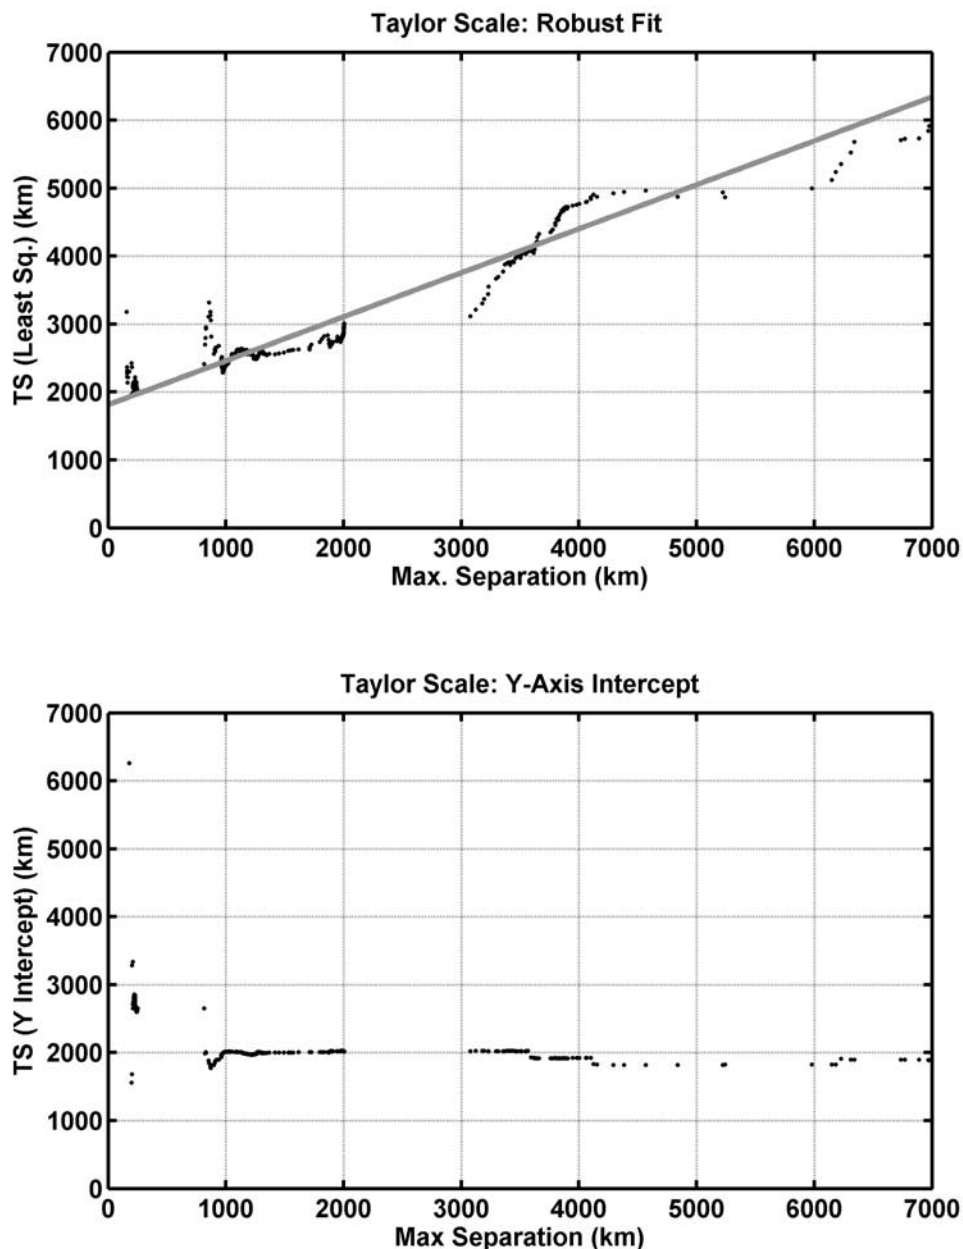 Taylor Scale: Robust Fit
TS (Least Sq.) (km)
7000
6000
5000
4000
3000
2000
1000
0
0 1000 2000 3000 4000 5000 6000 7000
Max. Separation (km)
Taylor Scale: Y-Axis Intercept
TS (Y Intercept) (km)
7000
6000
5000
4000
3000
2000
1000
0
0 1000 2000 3000 4000 5000 6000 7000
Max Separation (km)